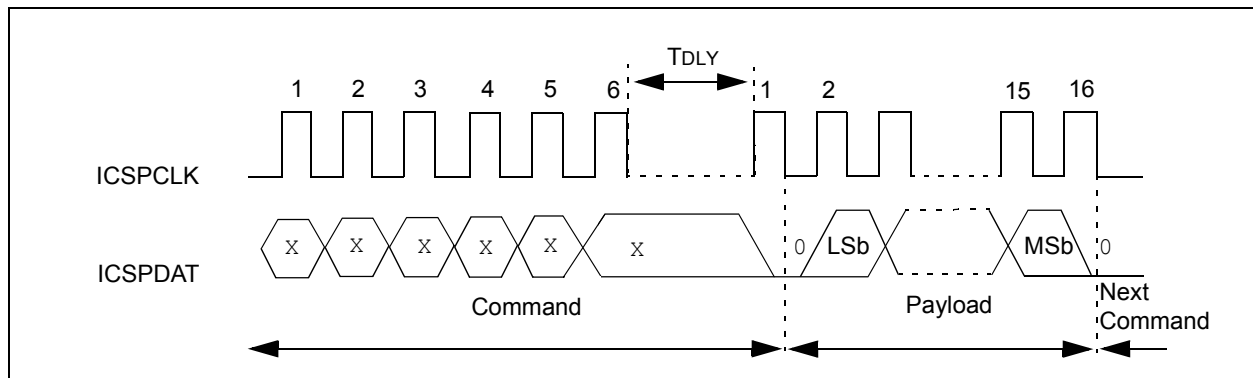 TDLY
1 2 3 4 5 6 1 2 15 16
ICSPCLK
X X X X X X 0 LSb MSb 0
ICSPDAT
Command Payload Next
Command